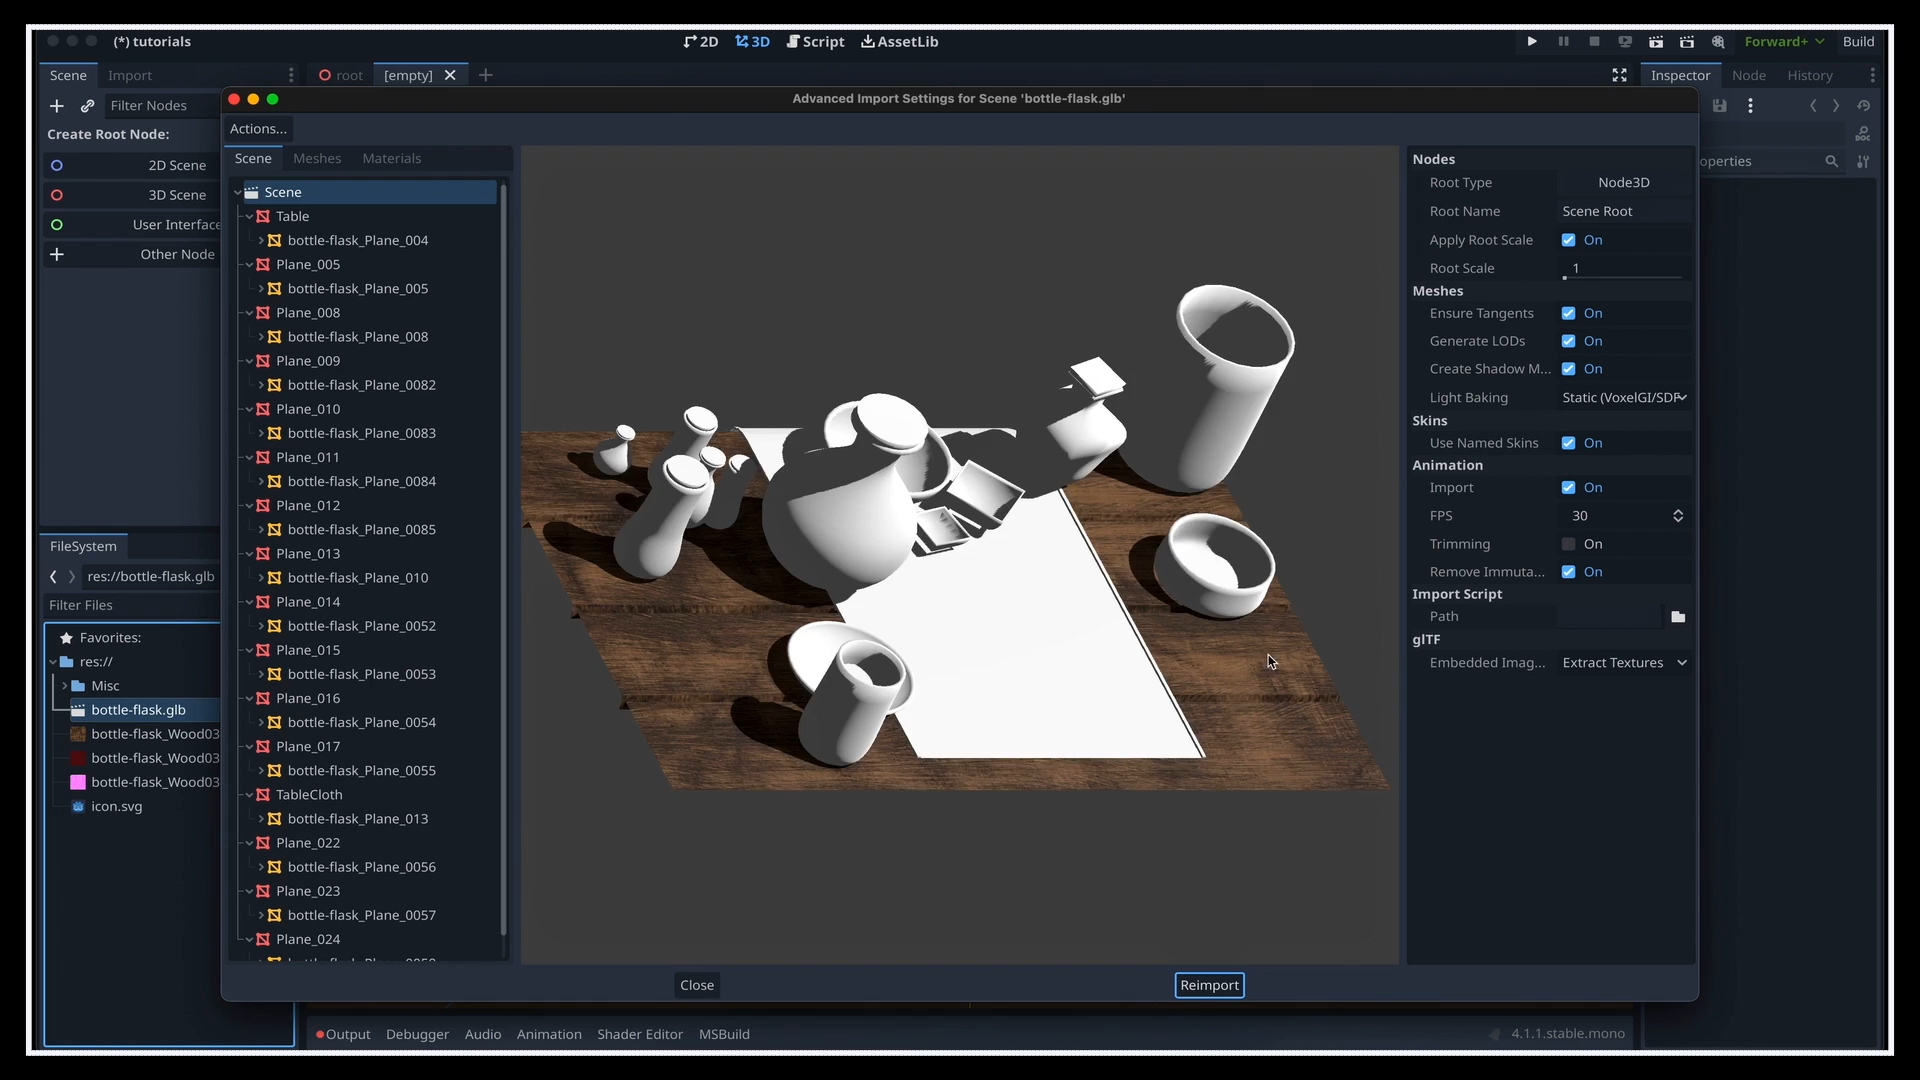 (*) tutorials
2D
3D
Script
AssetLib
Forward+
Build
Scene
Import
root
[empty]
Inspector
Node
History
Filter Nodes
Create Root Node:
2D Scene
3D Scene
User Interface
Other Node
FileSystem
res://bottle-flask.glb
Filter Files
Favorites:
res://
Misc
bottle-flask.glb
bottle-flask_Wood03
bottle-flask_Wood03
bottle-flask_Wood03
icon.svg
Advanced Import Settings for Scene 'bottle-flask.glb'
Actions...
Scene
Meshes
Materials
Scene
Table
bottle-flask_Plane_004
Plane_005
bottle-flask_Plane_005
Plane_008
bottle-flask_Plane_008
Plane_009
bottle-flask_Plane_0082
Plane_010
bottle-flask_Plane_0083
Plane_011
bottle-flask_Plane_0084
Plane_012
bottle-flask_Plane_0085
Plane_013
bottle-flask_Plane_010
Plane_014
bottle-flask_Plane_0052
Plane_015
bottle-flask_Plane_0053
Plane_016
bottle-flask_Plane_0054
Plane_017
bottle-flask_Plane_0055
TableCloth
bottle-flask_Plane_013
Plane_022
bottle-flask_Plane_0056
Plane_023
bottle-flask_Plane_0057
Plane_024
Nodes
Root Type Node3D
Root Name Scene Root
Apply Root Scale On
Root Scale 1
Meshes
Ensure Tangents On
Generate LODs On
Create Shadow M... On
Light Baking Static (VoxelGI/SDF
Skins
Use Named Skins On
Animation
Import On
FPS 30
Trimming On
Remove Immuta... On
Import Script
Path
glTF
Embedded Imag... Extract Textures
operties
DOC
Close
Reimport
Output
Debugger
Audio
Animation
Shader Editor
MSBuild
4.1.1.stable.mono